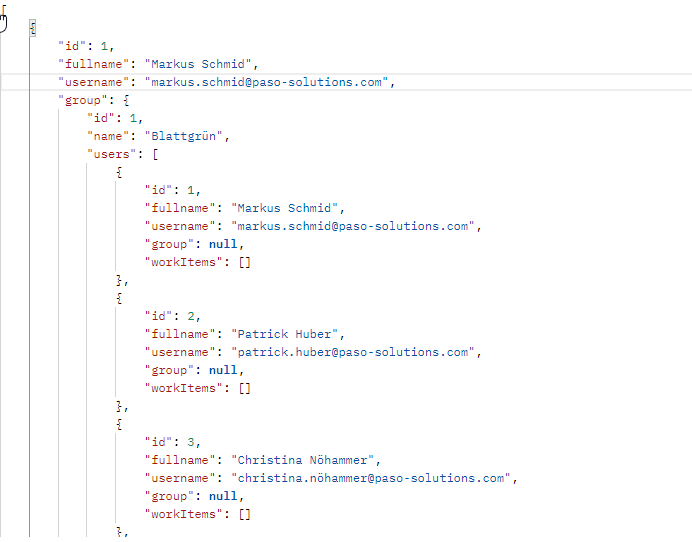 [
{
"id": 1,
"fullname": "Markus Schmid",
"username": "markus.schmid@paso-solutions.com",
"group": {
"id": 1,
"name": "Blattgrün",
"users": [
{
"id": 1,
"fullname": "Markus Schmid",
"username": "markus.schmid@paso-solutions.com",
"group": null,
"workItems": []
},
{
"id": 2,
"fullname": "Patrick Huber",
"username": "patrick.huber@paso-solutions.com",
"group": null,
"workItems": []
},
{
"id": 3,
"fullname": "Christina Nöhammer",
"username": "christina.nöhammer@paso-solutions.com",
"group": null,
"workItems": []
},